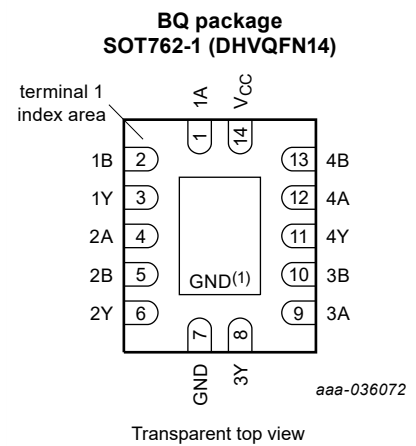 BQ package
SOT762-1 (DHVQFN14)
terminal 1
index area
1A
VCC
1
14
1B 2
13 4B
1Y 3
12 4A
2A 4
11 4Y
2B 5
10 3B
2Y 6
9 3A
GND(1)
7
8
GND
3Y
aaa-036072
Transparent top view